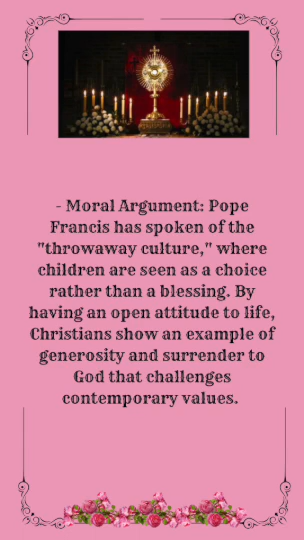 - Moral Argument: Pope
Francis has spoken of the
"throwaway culture," where
children are seen as a choice
rather than a blessing. By
having an open attitude to life,
Christians show an example of
generosity and surrender to
God that challenges
contemporary values.